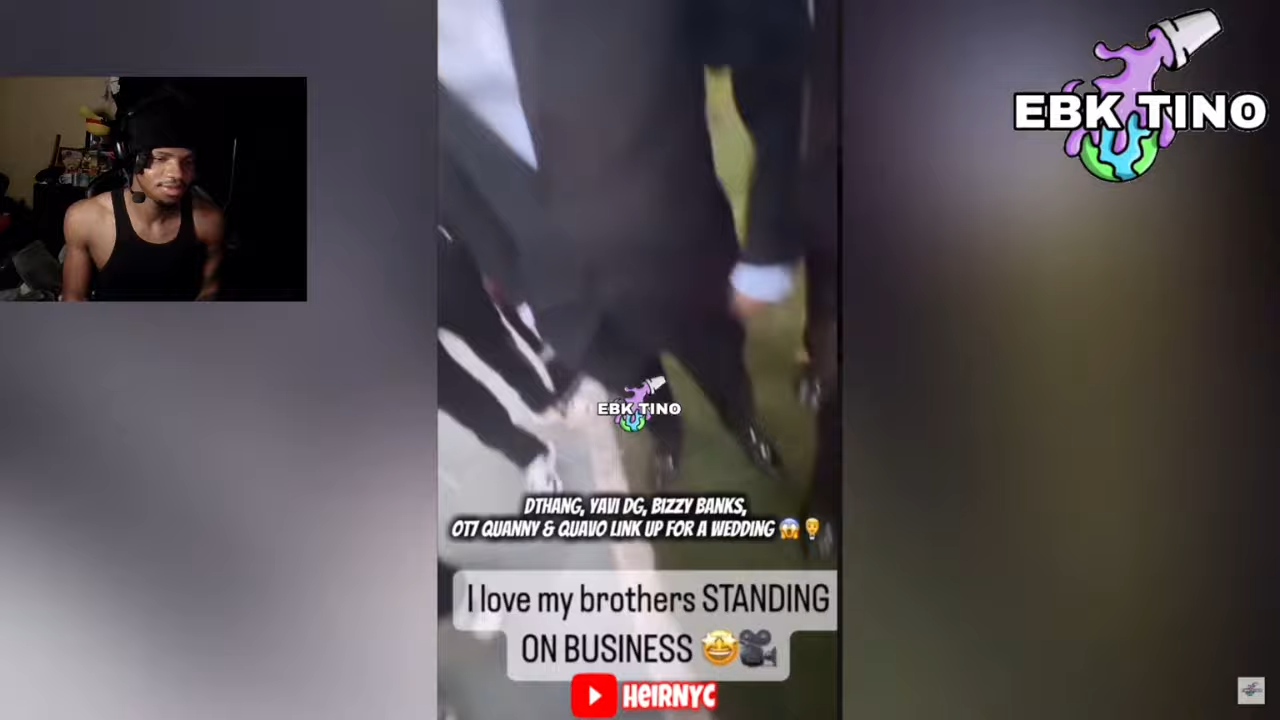 EBK TINO
EBK TINO
DTHANG, YAVI DG, BIZZY BANKS,
OT7 QUANNY & QUAVO LINK UP FOR A WEDDING 😱🤵‍♂️
I love my brothers STANDING
ON BUSINESS 🤩🎥
HEIRNYC